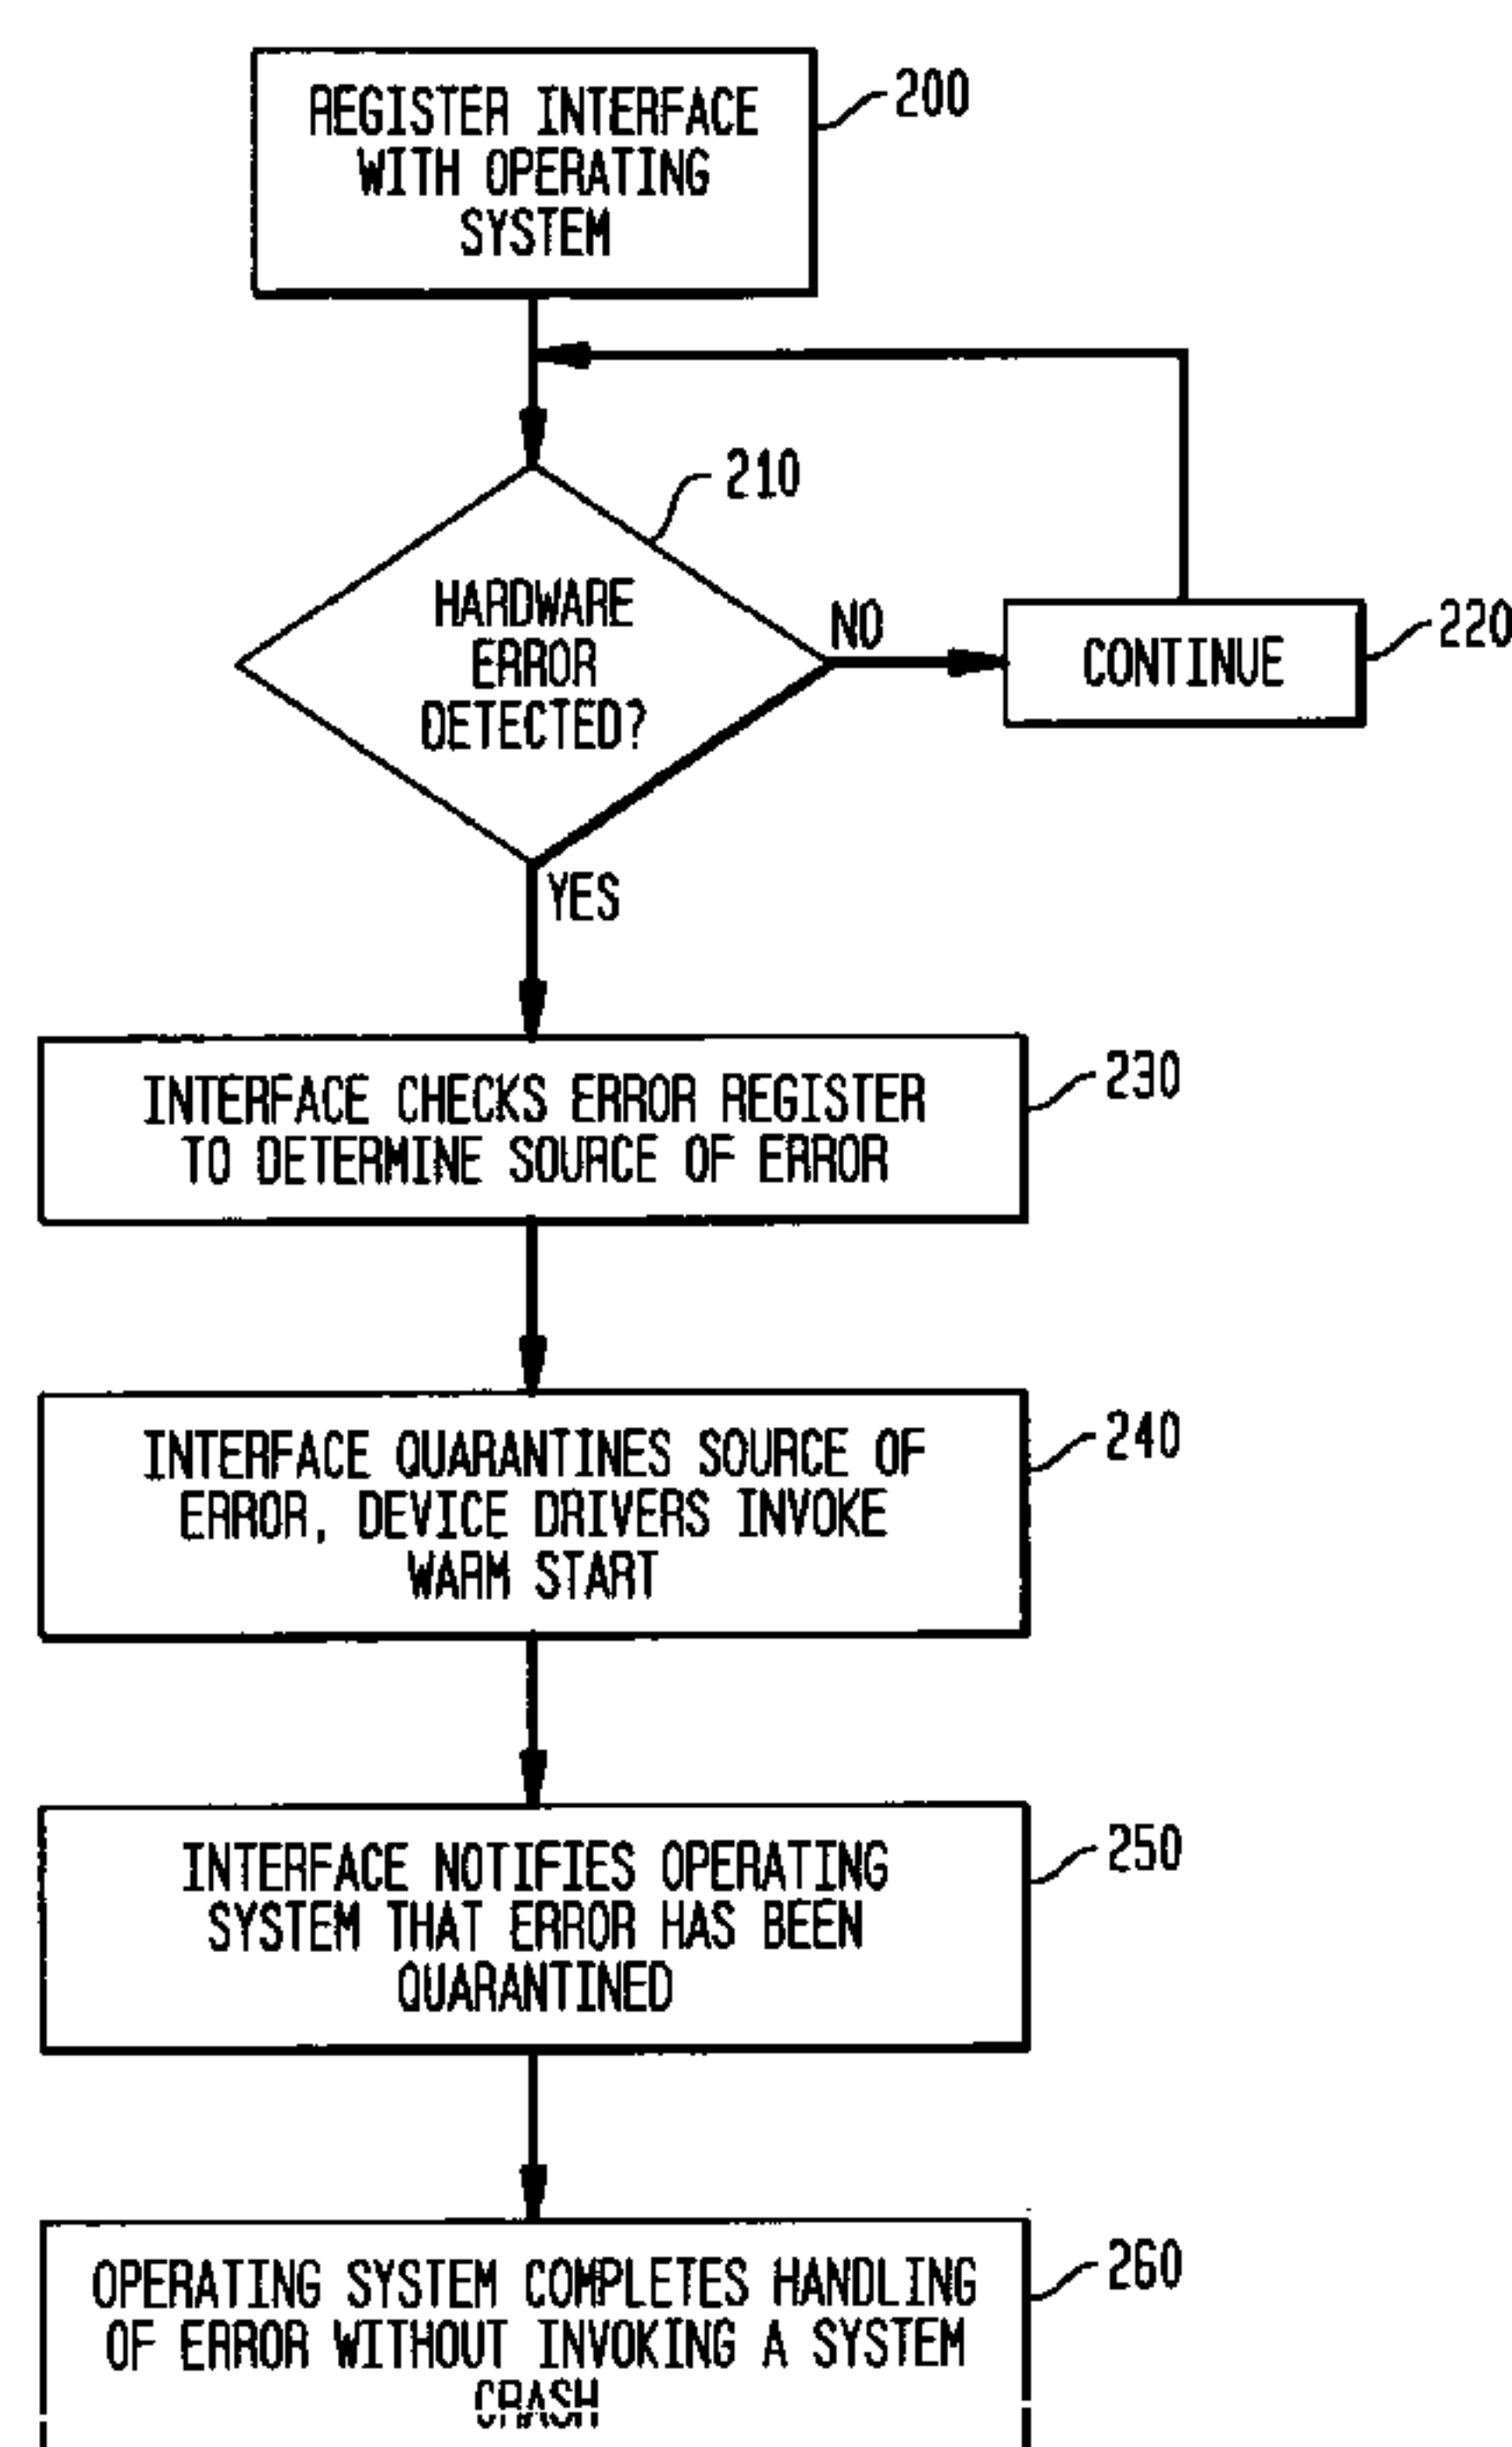 REGISTER INTERFACE
WITH OPERATING
SYSTEM
200
210
HARDWARE
ERROR
DETECTED?
NO
CONTINUE
220
YES
INTERFACE CHECKS ERROR REGISTER
TO DETERMINE SOURCE OF ERROR
230
INTERFACE QUARANTINES SOURCE OF
ERROR, DEVICE DRIVERS INVOKE
WARM START
240
INTERFACE NOTIFIES OPERATING
SYSTEM THAT ERROR HAS BEEN
QUARANTINED
250
OPERATING SYSTEM COMPLETES HANDLING
OF ERROR WITHOUT INVOKING A SYSTEM
CRASH
260